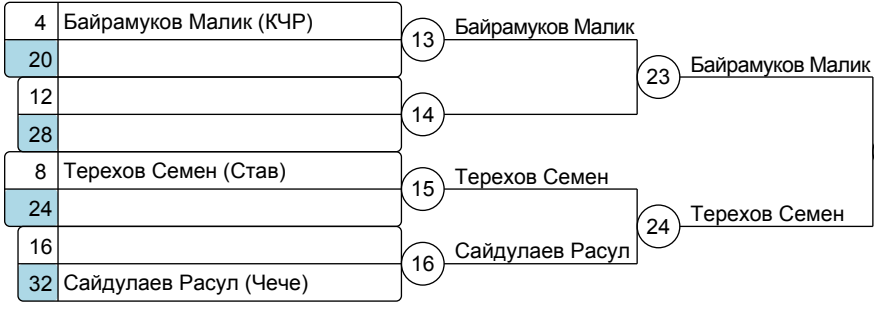 4 Байрамуков Малик (КЧР)
20
12
28
8 Терехов Семен (Став)
24
16
32 Сайдулаев Расул (Чече)
13 Байрамуков Малик
14
15 Терехов Семен
16 Сайдулаев Расул
23 Байрамуков Малик
24 Терехов Семен